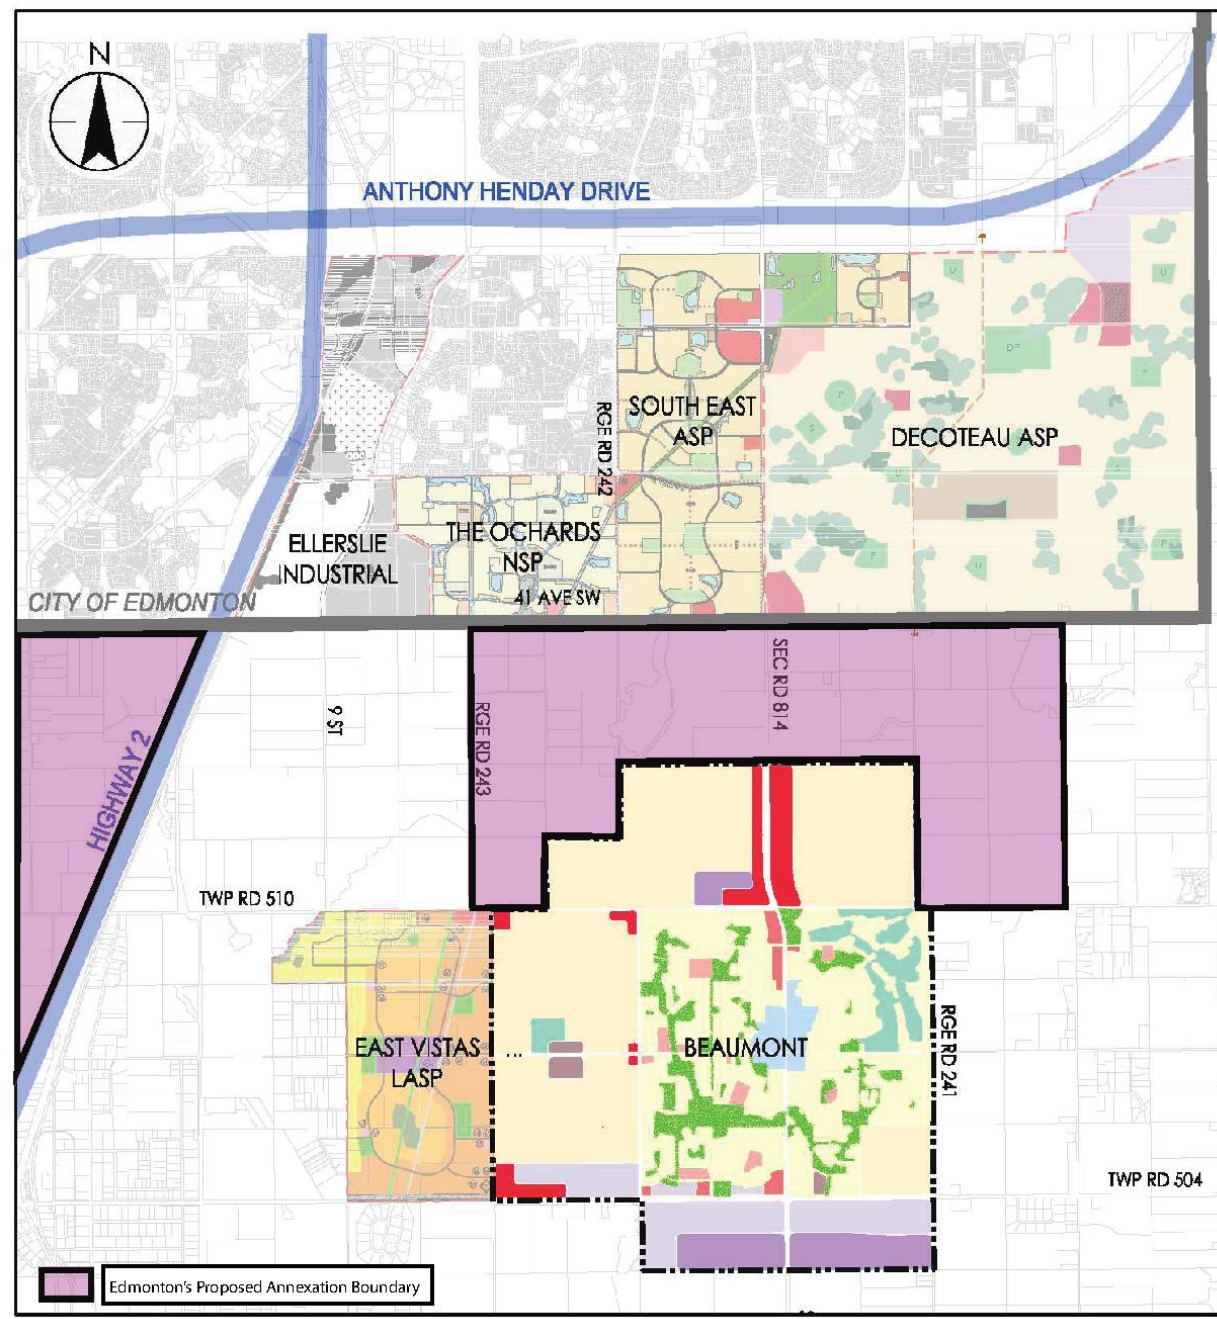 N
ANTHONY HENDAY DRIVE
RGE RD 242
SOUTH EAST
ASP
DECOTEAU ASP
ELLERSLIE
INDUSTRIAL
THE OCHARDS
NSP
41 AVE SW
CITY OF EDMONTON
HIGHWAY 2
9 ST
RGE RD 243
SEC RD 814
TWP RD 510
EAST VISTAS ...
LASP
BEAUMONT
RGE RD 241
TWP RD 504
Edmonton's Proposed Annexation Boundary